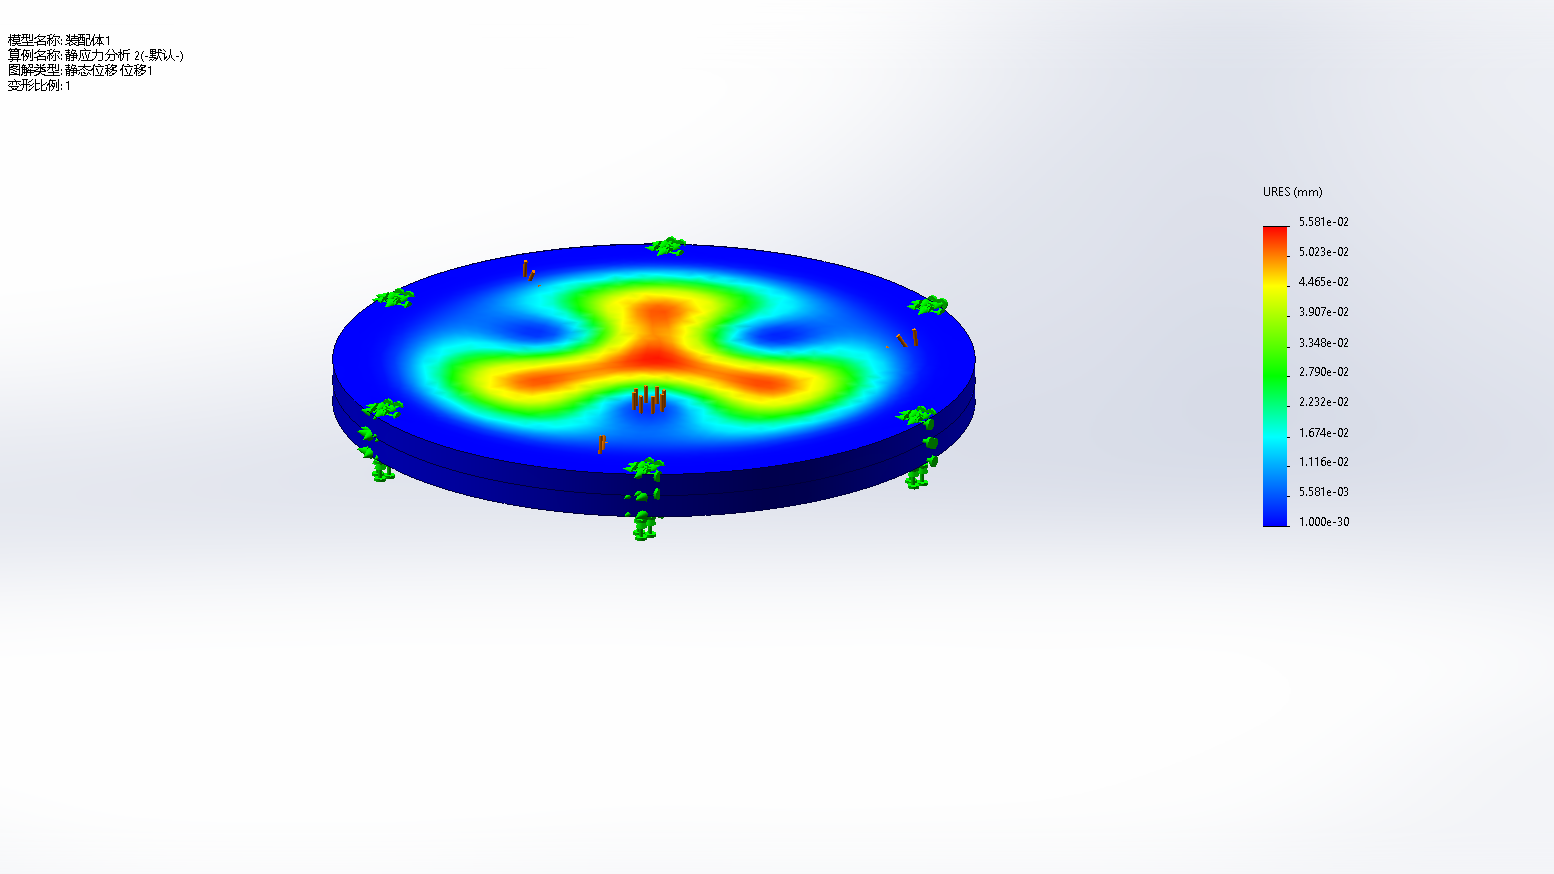 模型名称: 装配体1
算例名称: 静应力分析 2(-默认-)
图解类型: 静态位移 位移1
变形比例: 1
URES (mm)
5.581e-02
5.023e-02
4.465e-02
3.907e-02
3.348e-02
2.790e-02
2.232e-02
1.674e-02
1.116e-02
5.581e-03
1.000e-30